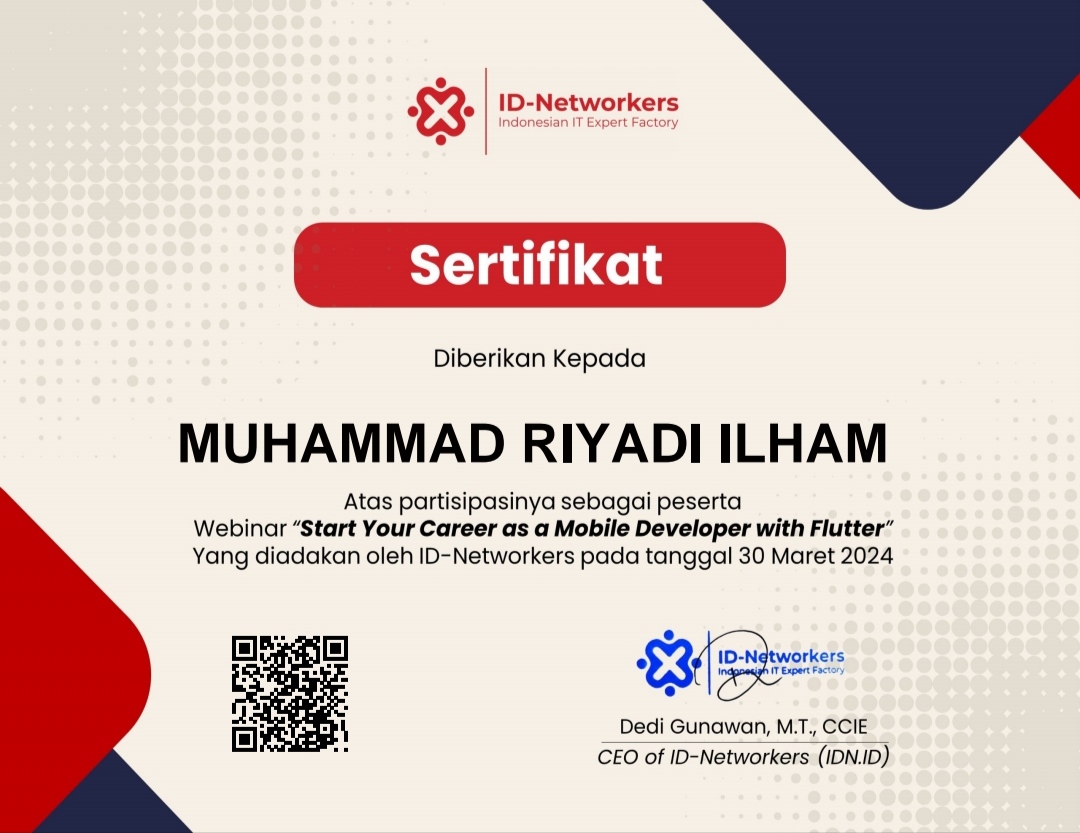 ID-Networkers
Indonesian IT Expert Factory
Sertifikat
Diberikan Kepada
MUHAMMAD RIYADI ILHAM
Atas partisipasinya sebagai peserta
Webinar “Start Your Career as a Mobile Developer with Flutter”
Yang diadakan oleh ID-Networkers pada tanggal 30 Maret 2024
ID-Networkers
Indonesian IT Expert Factory
Dedi Gunawan, M.T., CCIE
CEO of ID-Networkers (IDN.ID)